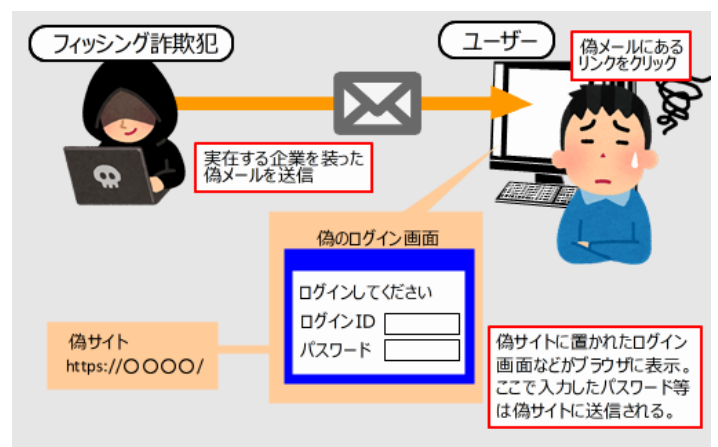 フィッシング詐欺犯
ユーザー
偽メールにある
リンクをクリック
実在する企業を装った
偽メールを送信
偽のログイン画面
ログインしてください
ログインID
パスワード
偽サイト
https://〇〇〇〇/
偽サイトに置かれたログイン
画面などがブラウザに表示。
ここで入力したパスワード等
は偽サイトに送信される。